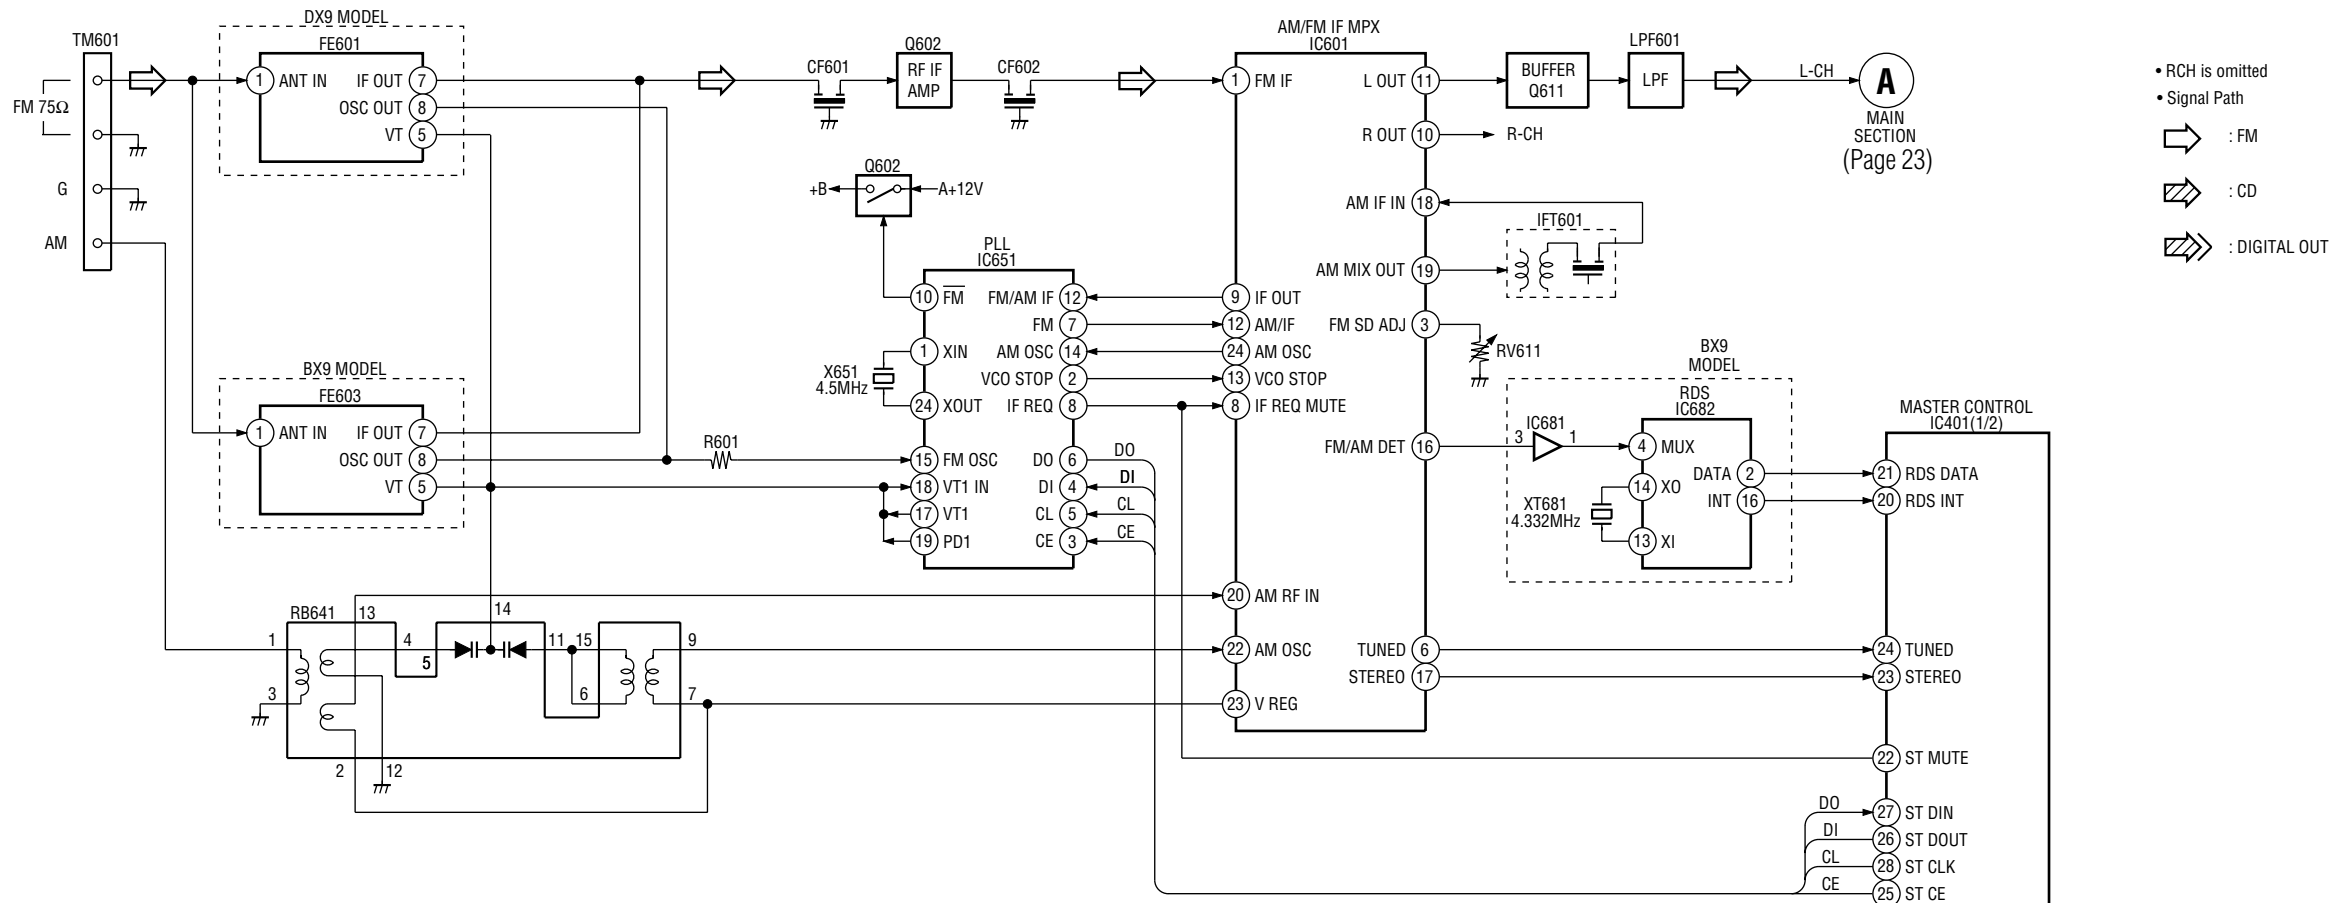 DX9 MODEL
TM601
FE601
1 ANT IN
IF OUT 7
OSC OUT 8
VT 5
FM 75Ω
G
AM
CF601
Q602
RF IF
AMP
CF602
AM/FM IF MPX
IC601
1 FM IF
L OUT 11
R OUT 10
R-CH
BUFFER
Q611
LPF601
LPF
L-CH
A
MAIN
SECTION
(Page 23)
• RCH is omitted
• Signal Path
: FM
: CD
: DIGITAL OUT
Q602
+B
A+12V
AM IF IN 18
IFT601
AM MIX OUT 19
FM SD ADJ 3
RV611
PLL
IC651
10 FM
FM/AM IF 12
FM 7
1 XIN
AM OSC 14
VCO STOP 2
24 XOUT
IF REQ 8
X651
4.5MHz
15 FM OSC
DO 6
18 VT1 IN
DI 4
17 VT1
CL 5
19 PD1
CE 3
DO
DI
CL
CE
9 IF OUT
12 AM/IF
24 AM OSC
13 VCO STOP
8 IF REQ MUTE
FM/AM DET 16
BX9 MODEL
FE603
1 ANT IN
IF OUT 7
OSC OUT 8
VT 5
R601
BX9
MODEL
RDS
IC682
IC681
3
1
4 MUX
DATA 2
14 XO
INT 16
13 XI
XT681
4.332MHz
MASTER CONTROL
IC401(1/2)
21 RDS DATA
20 RDS INT
20 AM RF IN
22 AM OSC
23 V REG
TUNED 6
STEREO 17
24 TUNED
23 STEREO
22 ST MUTE
RB641
13
14
1
4
5
11
15
9
3
6
7
2
12
DO
27 ST DIN
DI
26 ST DOUT
CL
28 ST CLK
CE
25 ST CE